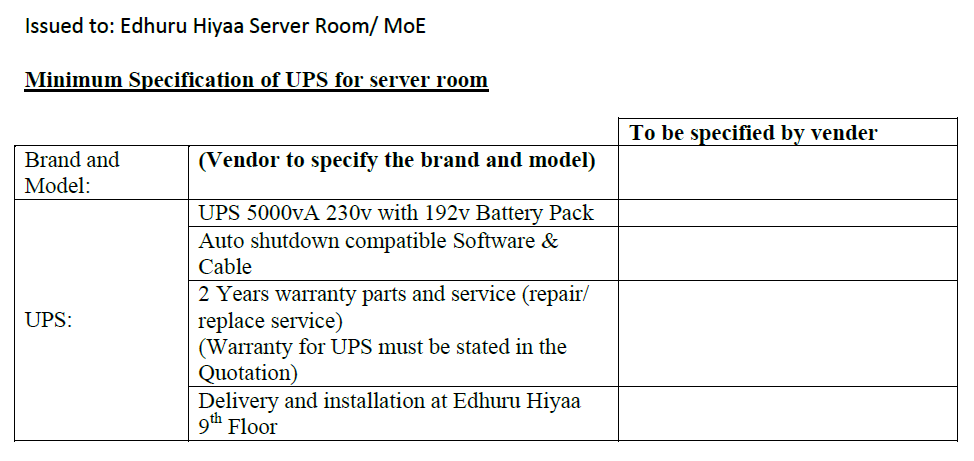 Issued to: Edhuru Hiyaa Server Room/ MoE
Minimum Specification of UPS for server room
To be specified by vender
Brand and
Model:
(Vendor to specify the brand and model)
UPS:
UPS 5000vA 230v with 192v Battery Pack
Auto shutdown compatible Software &
Cable
2 Years warranty parts and service (repair/
replace service)
(Warranty for UPS must be stated in the
Quotation)
Delivery and installation at Edhuru Hiyaa
9th Floor